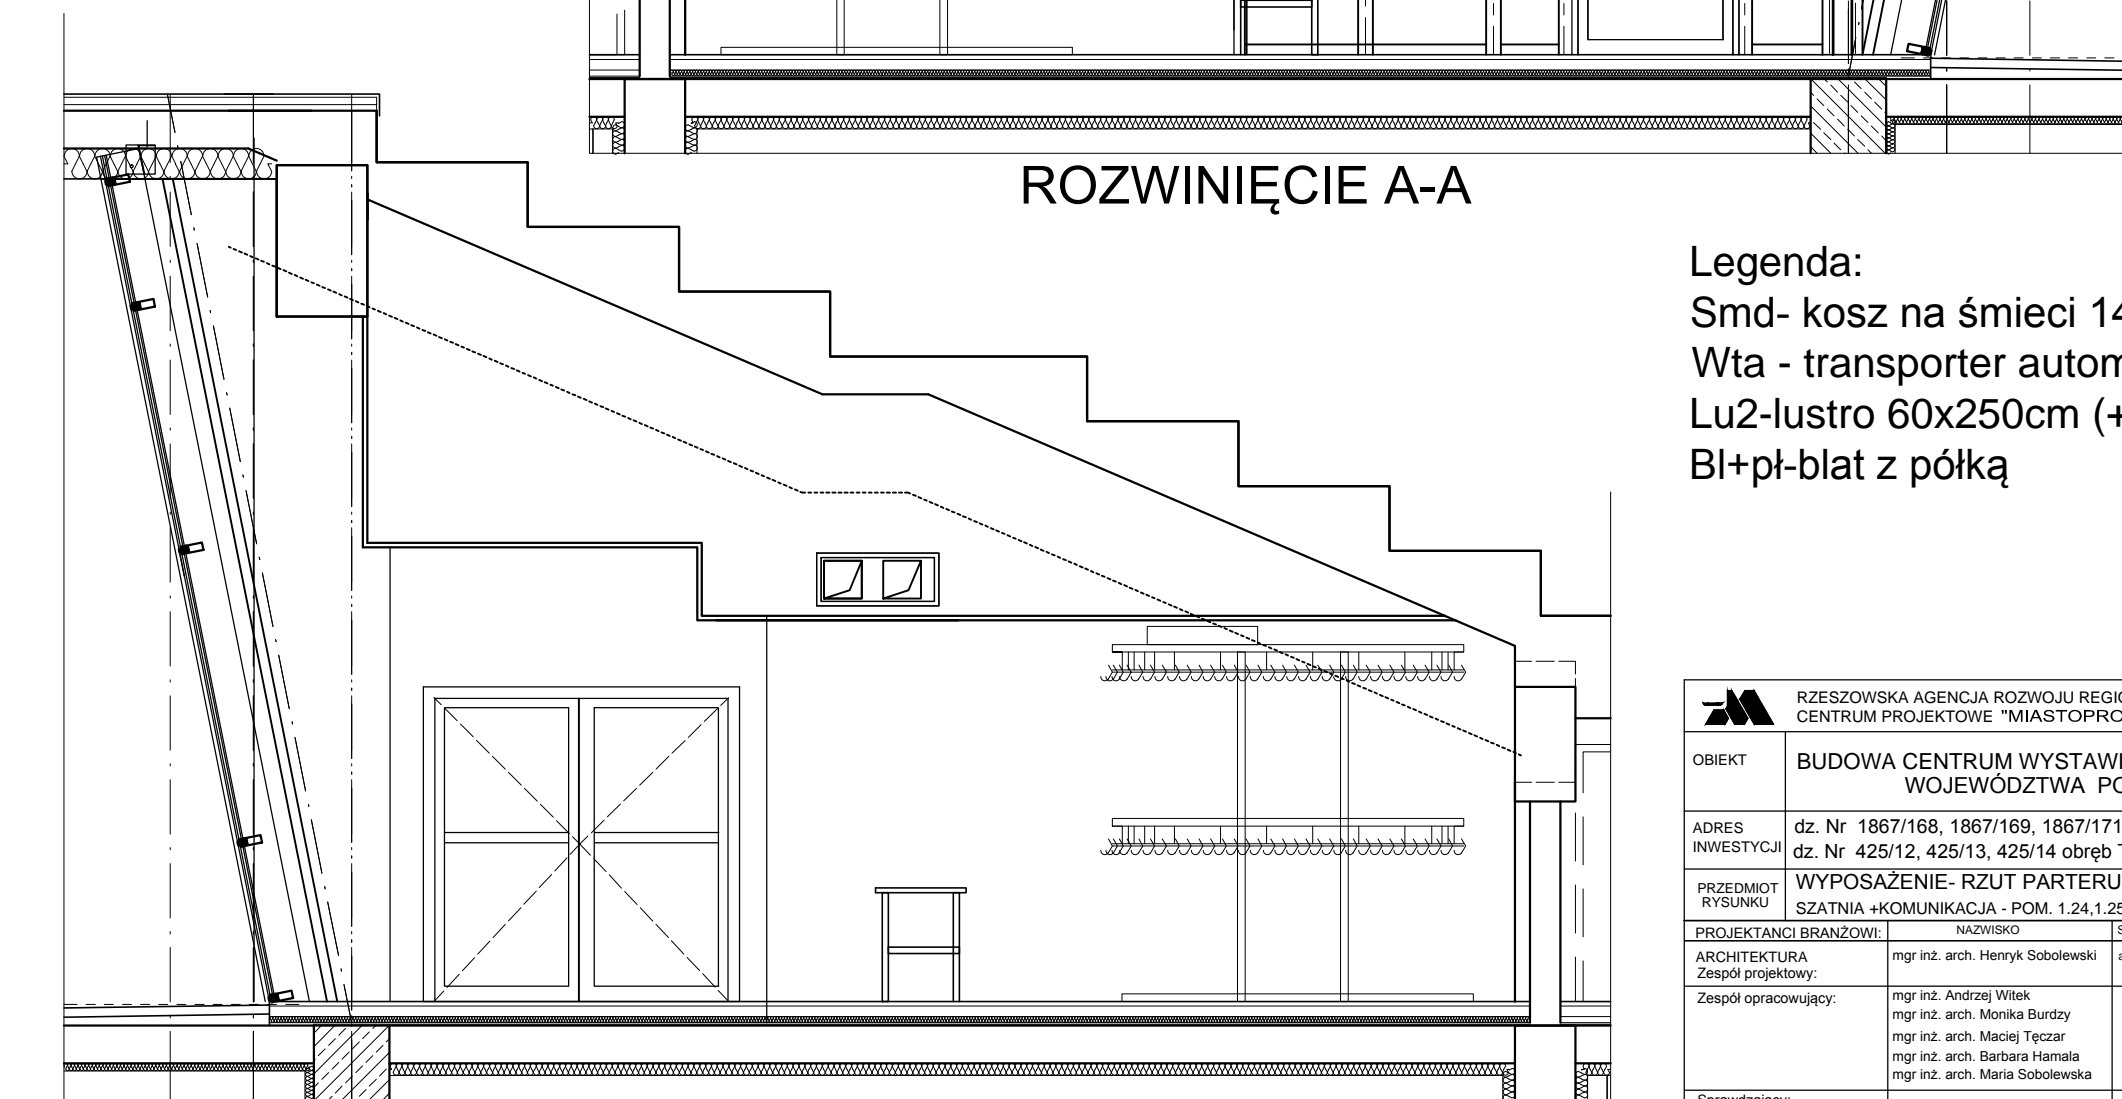 ROZWINIĘCIE A-A
Legenda:
Smd- kosz na śmieci 14
Wta - transporter autom
Lu2-lustro 60x250cm (+
Bl+pł-blat z półką
RZESZOWSKA AGENCJA ROZWOJU REGIO
CENTRUM PROJEKTOWE "MIASTOPRO
OBIEKT
BUDOWA CENTRUM WYSTAWI
WOJEWÓDZTWA PO
ADRES
INWESTYCJI
dz. Nr 1867/168, 1867/169, 1867/171
dz. Nr 425/12, 425/13, 425/14 obręb
PRZEDMIOT
RYSUNKU
WYPOSAŻENIE- RZUT PARTERU
SZATNIA +KOMUNIKACJA - POM. 1.24,1.25
PROJEKTANCI BRANŻOWI:
NAZWISKO
ARCHITEKTURA
Zespół projektowy:
mgr inż. arch. Henryk Sobolewski
Zespół opracowujący:
mgr inż. Andrzej Witek
mgr inż. arch. Monika Burdzy
mgr inż. arch. Maciej Tęczar
mgr inż. arch. Barbara Hamala
mgr inż. arch. Maria Sobolewska